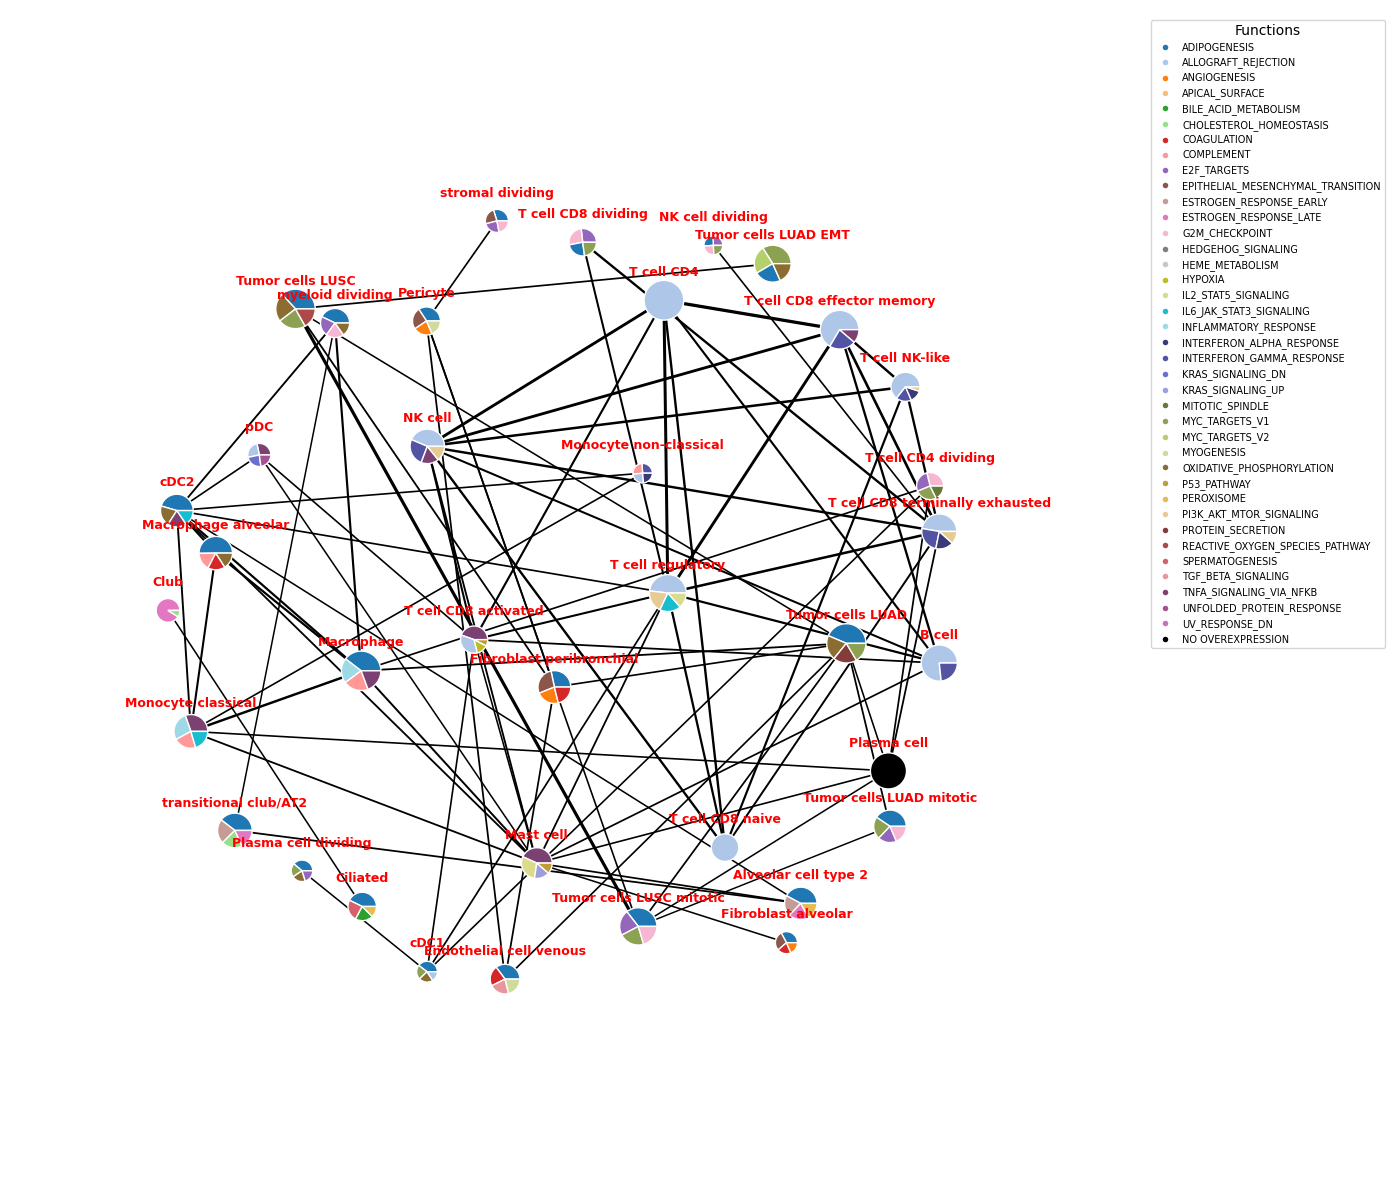 Functions
ADIPOGENESIS
ALLOGRAFT_REJECTION
ANGIOGENESIS
APICAL_SURFACE
BILE_ACID_METABOLISM
CHOLESTEROL_HOMEOSTASIS
COAGULATION
COMPLEMENT
E2F_TARGETS
EPITHELIAL_MESENCHYMAL_TRANSITION
ESTROGEN_RESPONSE_EARLY
ESTROGEN_RESPONSE_LATE
G2M_CHECKPOINT
HEDGEHOG_SIGNALING
HEME_METABOLISM
HYPOXIA
IL2_STAT5_SIGNALING
IL6_JAK_STAT3_SIGNALING
INFLAMMATORY_RESPONSE
INTERFERON_ALPHA_RESPONSE
INTERFERON_GAMMA_RESPONSE
KRAS_SIGNALING_DN
KRAS_SIGNALING_UP
MITOTIC_SPINDLE
MYC_TARGETS_V1
MYC_TARGETS_V2
MYOGENESIS
OXIDATIVE_PHOSPHORYLATION
P53_PATHWAY
PEROXISOME
PI3K_AKT_MTOR_SIGNALING
PROTEIN_SECRETION
REACTIVE_OXYGEN_SPECIES_PATHWAY
SPERMATOGENESIS
TGF_BETA_SIGNALING
TNFA_SIGNALING_VIA_NFKB
UNFOLDED_PROTEIN_RESPONSE
UV_RESPONSE_DN
NO OVEREXPRESSION
stromal dividing
T cell CD8 dividing
NK cell dividing
Tumor cells LUAD EMT
T cell CD4
Tumor cells LUSC
myeloid dividing
Pericyte
T cell CD8 effector memory
T cell NK-like
NK cell
pDC
Monocyte non-classical
T cell CD4 dividing
cDC2
T cell CD8 terminally exhausted
Macrophage alveolar
T cell regulatory
Club
T cell CD8 activated
Tumor cells LUAD
B cell
Macrophage
Fibroblast peribronchial
Monocyte classical
Plasma cell
transitional club/AT2
Tumor cells LUAD mitotic
T cell CD8 naive
Mast cell
Plasma cell dividing
Ciliated
Alveolar cell type 2
Tumor cells LUSC mitotic
Fibroblast alveolar
cDC1
Endothelial cell venous